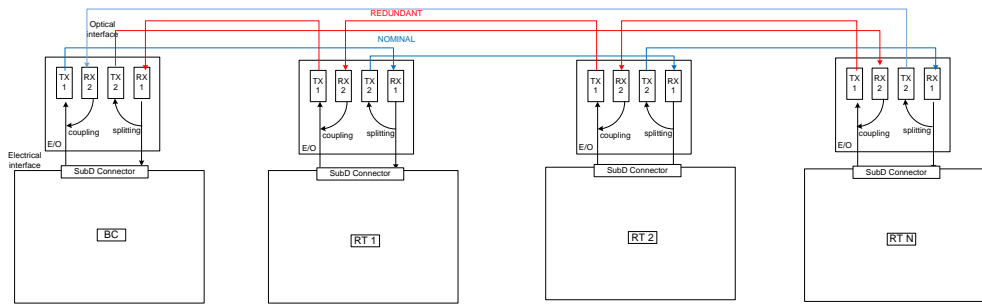 REDUNDANT
Optical
interface
NOMINAL
TX
1
RX
2
TX
2
RX
1
coupling
splitting
E/O
Electrical
interface
SubD Connector
BC
TX
1
RX
2
TX
2
RX
1
coupling
splitting
E/O
SubD Connector
RT 1
TX
1
RX
2
TX
2
RX
1
coupling
splitting
E/O
SubD Connector
RT 2
TX
1
RX
2
TX
2
RX
1
coupling
splitting
E/O
SubD Connector
RT N